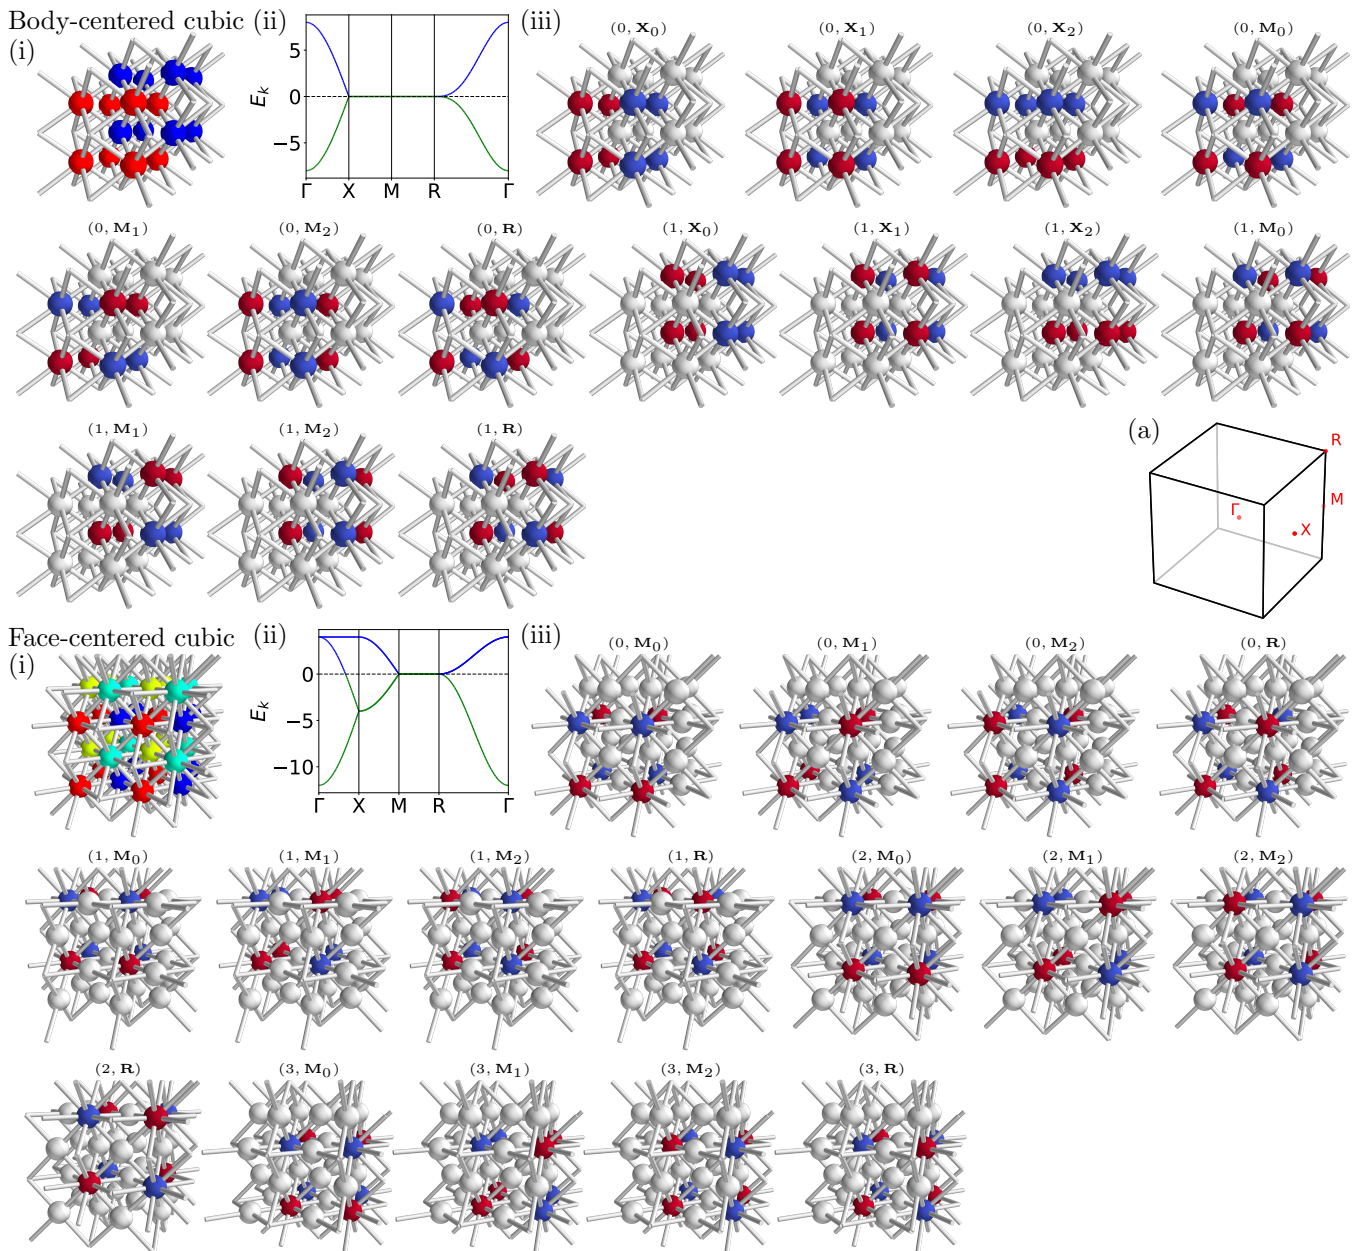 Body-centered cubic (ii) (iii)
(i)
5
0
−5
E_k
Γ X M R Γ
(0, X₀) (0, X₁) (0, X₂) (0, M₀)
(0, M₁) (0, M₂) (0, R) (1, X₀) (1, X₁) (1, X₂) (1, M₀)
(1, M₁) (1, M₂) (1, R)
(a)
R
M
Γ
X
Face-centered cubic (ii) (iii)
(i)
0
−5
−10
E_k
Γ X M R Γ
(0, M₀) (0, M₁) (0, M₂) (0, R)
(1, M₀) (1, M₁) (1, M₂) (1, R) (2, M₀) (2, M₁) (2, M₂)
(2, R) (3, M₀) (3, M₁) (3, M₂) (3, R)